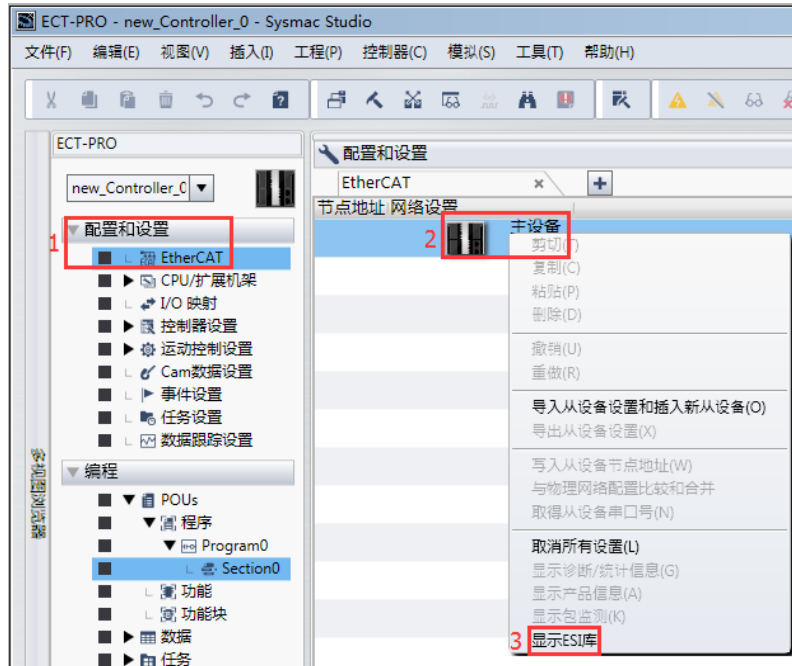 ECT-PRO - new_Controller_0 - Sysmac Studio
文件(F) 编辑(E) 视图(V) 插入(I) 工程(P) 控制器(C) 模拟(S) 工具(T) 帮助(H)
ECT-PRO
new_Controller_0
1
配置和设置
EtherCAT
CPU/扩展机架
I/O 映射
控制器设置
运动控制设置
Cam数据设置
事件设置
任务设置
数据跟踪设置
编程
POUs
程序
Program0
Section0
功能
功能块
数据
任务
多视图浏览器
配置和设置
EtherCAT
节点地址 网络设置
2
主设备
剪切(T)
复制(C)
粘贴(P)
删除(D)
撤销(U)
重做(R)
导入从设备设置和插入新从设备(O)
导出从设备设置(X)
写入从设备节点地址(W)
与物理网络配置比较和合并
取得从设备串口号(N)
取消所有设置(L)
显示诊断/统计信息(G)
显示产品信息(A)
显示包监测(K)
3 显示ESI库